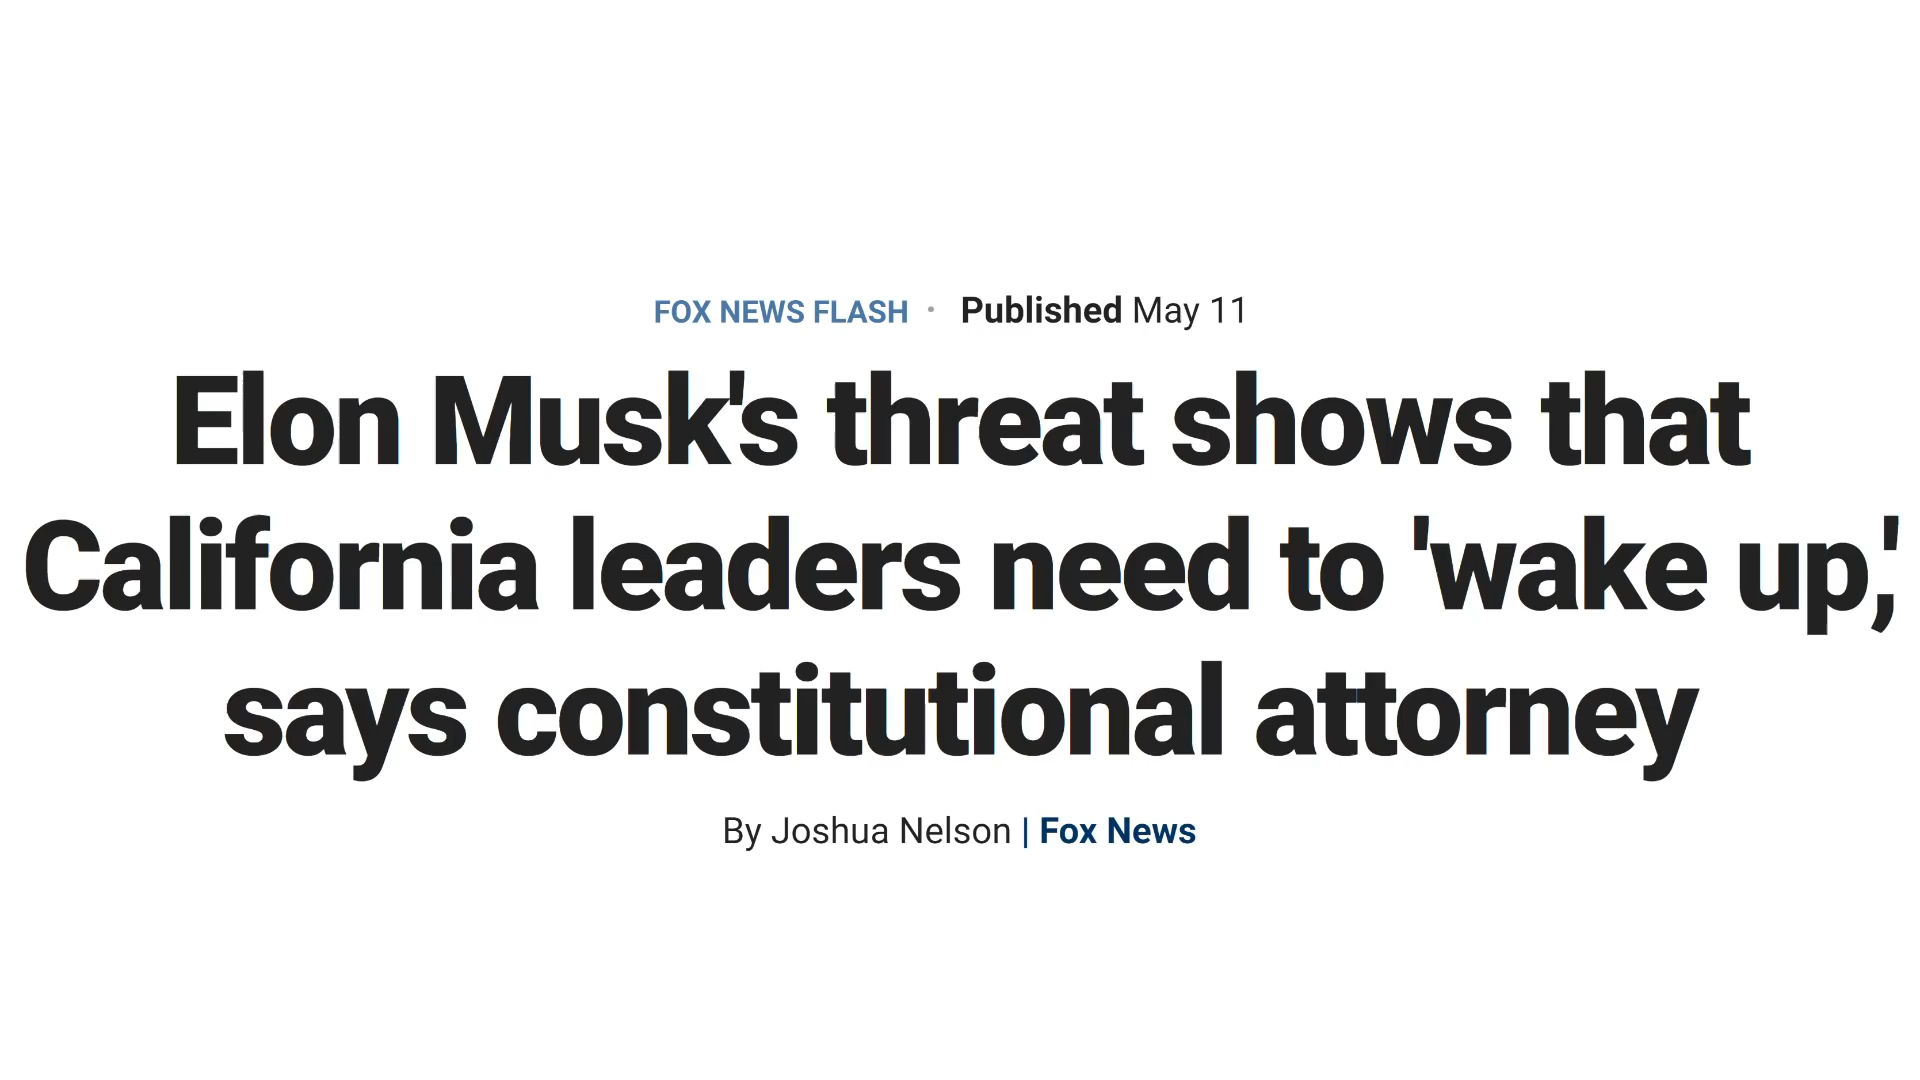 FOX NEWS FLASH · Published May 11
Elon Musk's threat shows that
California leaders need to 'wake up,'
says constitutional attorney
By Joshua Nelson | Fox News